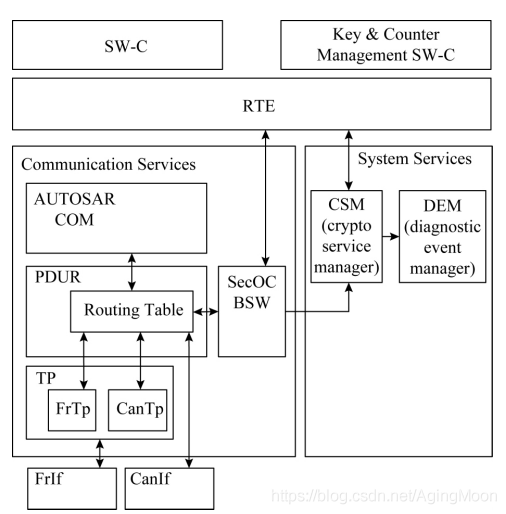 SW-C
Key & Counter
Management SW-C
RTE
Communication Services
System Services
AUTOSAR
COM
CSM
(crypto
service
manager)
DEM
(diagnostic
event
manager)
PDUR
Routing Table
SecOC
BSW
TP
FrTp
CanTp
FrIf
CanIf
https://blog.csdn.net/AgingMoon